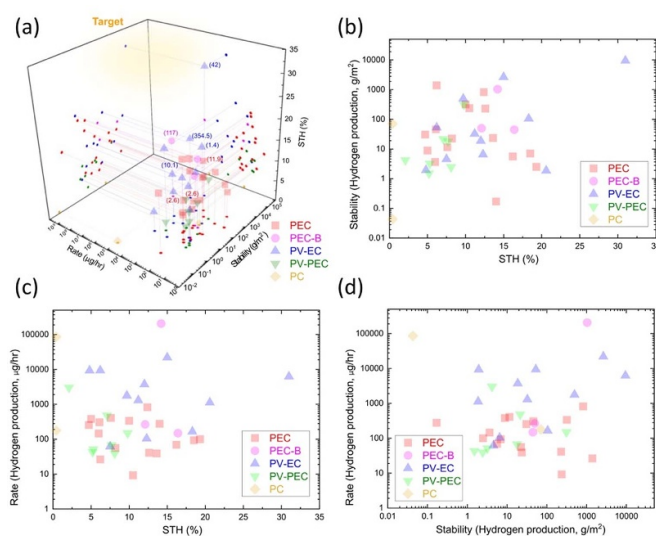 (a)
Target
35
30
25
20
15
10
5
0
STH (%)
(42)
(117)
(354.5)
(1.4)
(10.1)
(11.9)
(2.6)
(2.6)
Rate (μg/hr)
Stability(g/m²)
PEC
PEC-B
PV-EC
PV-PEC
PC
(b)
Stability (Hydrogen production, g/m²)
10000
1000
100
10
1
0.1
0.01
0 5 10 15 20 25 30 35
STH (%)
PEC
PEC-B
PV-EC
PV-PEC
PC
(c)
Rate (Hydrogen production, μg/hr)
100000
10000
1000
100
10
1
0 5 10 15 20 25 30 35
STH (%)
PEC
PEC-B
PV-EC
PV-PEC
PC
(d)
Rate (Hydrogen production, μg/hr)
100000
10000
1000
100
10
1
0.01 0.1 1 10 100 1000 10000
Stability (Hydrogen production, g/m²)
PEC
PEC-B
PV-EC
PV-PEC
PC